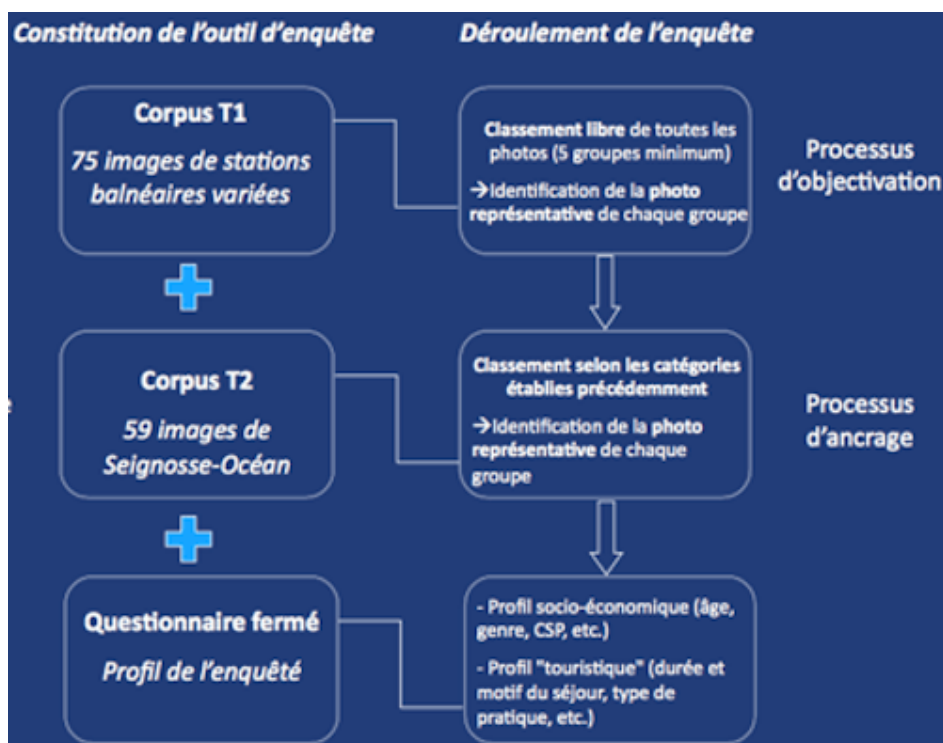 Constitution de l'outil d'enquête
Déroulement de l'enquête
Corpus T1
75 images de stations
balnéaires variées
Classement libre de toutes les
photos (5 groupes minimum)
→Identification de la photo
représentative de chaque groupe
Processus
d'objectivation
Corpus T2
59 images de
Seignosse-Océan
Classement selon les catégories
établies précédemment
→Identification de la photo
représentative de chaque
groupe
Processus
d'ancrage
Questionnaire fermé
Profil de l'enquêté
- Profil socio-économique (âge,
genre, CSP, etc.)
- Profil "touristique" (durée et
motif du séjour, type de
pratique, etc.)